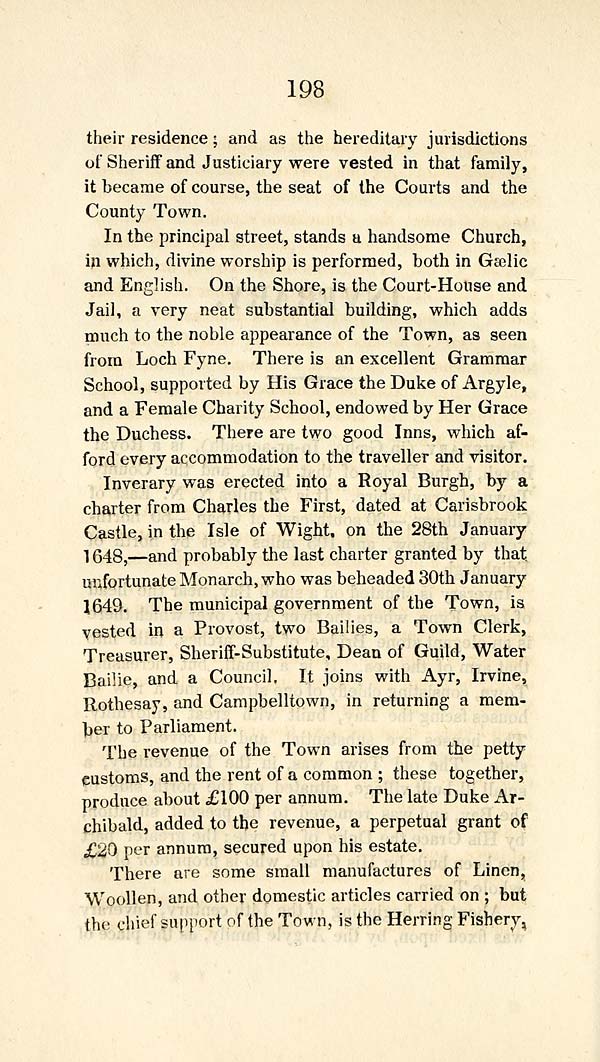 198
their residence ; and as the hereditary jurisdictions
of Sheriff and Justiciary were vested in that family,
it became of course, the seat of the Courts and the
County Town.
In the principal street, stands a handsome Church,
in which, divine worship is performed, both in Gælic
and English. On the Shore, is the Court-House and
Jail, a very neat substantial building, which adds
much to the noble appearance of the Town, as seen
from Loch Fyne. There is an excellent Grammar
School, supported by His Grace the Duke of Argyle,
and a Female Charity School, endowed by Her Grace
the Duchess. There are two good Inns, which af-
ford every accommodation to the traveller and visitor.
Inverary was erected into a Royal Burgh, by a
charter from Charles the First, dated at Carisbrook
Castle, in the Isle of Wight, on the 28th January
1648,—and probably the last charter granted by that
unfortunate Monarch, who was beheaded 30th January
1649. The municipal government of the Town, is
vested in a Provost, two Bailies, a Town Clerk,
Treasurer, Sheriff-Substitute, Dean of Guild, Water
Bailie, and a Council. It joins with Ayr, Irvine,
Rothesay, and Campbelltown, in returning a mem-
ber to Parliament.
The revenue of the Town arises from the petty
customs, and the rent of a common ; these together,
produce about £100 per annum. The late Duke Ar-
chibald, added to the revenue, a perpetual grant of
£20 per annum, secured upon his estate.
There are some small manufactures of Linen,
Woollen, and other domestic articles carried on ; but
the chief support of the Town, is the Herring Fishery,